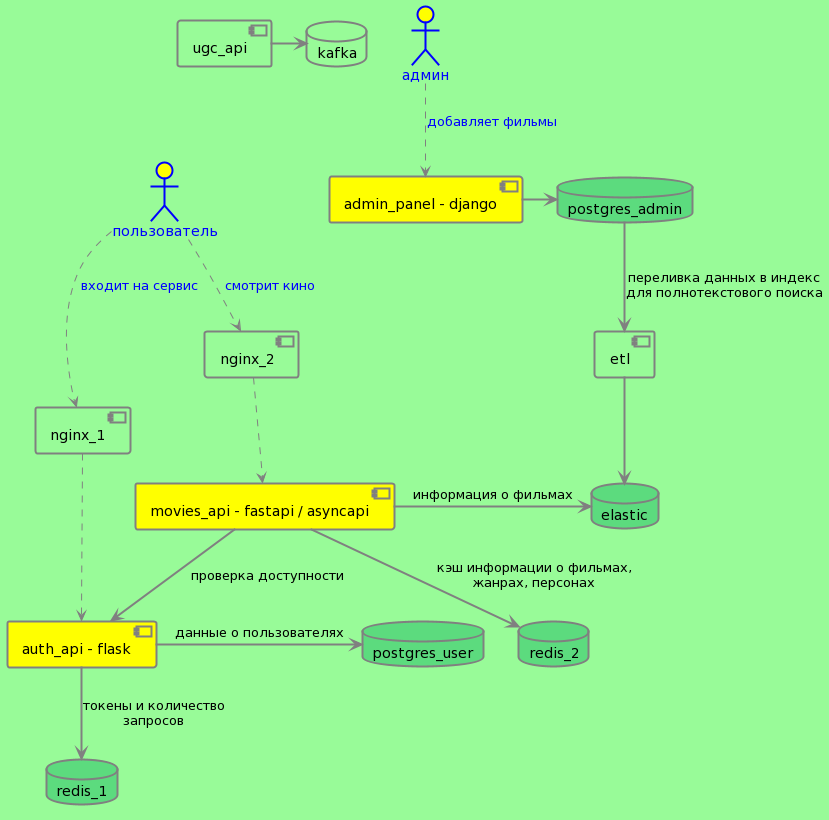 ugc_api
kafka
админ
добавляет фильмы
пользователь
admin_panel - django
postgres_admin
входит на сервис
смотрит кино
переливка данных в индекс
для полнотекстового поиска
nginx_2
etl
nginx_1
movies_api - fastapi / asyncapi
информация о фильмах
elastic
проверка доступности
кэш информации о фильмах,
жанрах, персонах
auth_api - flask
данные о пользователях
postgres_user
redis_2
токены и количество
запросов
redis_1